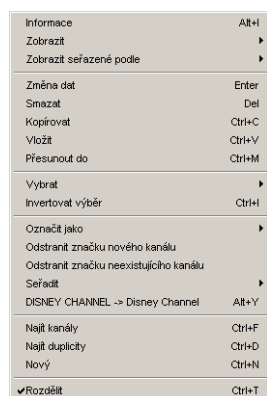 Informace Alt+I
Zobrazit
Zobrazit seřazené podle
Změna dat Enter
Smazat Del
Kopírovat Ctrl+C
Vložit Ctrl+V
Přesunout do Ctrl+M
Vybrat
Invertovat výběr Ctrl+I
Označit jako
Odstranit značku nového kanálu
Odstranit značku neexistujícího kanálu
Seřadit
DISNEY CHANNEL -> Disney Channel Alt+Y
Najít kanály Ctrl+F
Najít duplicity Ctrl+D
Nový Ctrl+N
✔Rozdělit Ctrl+T